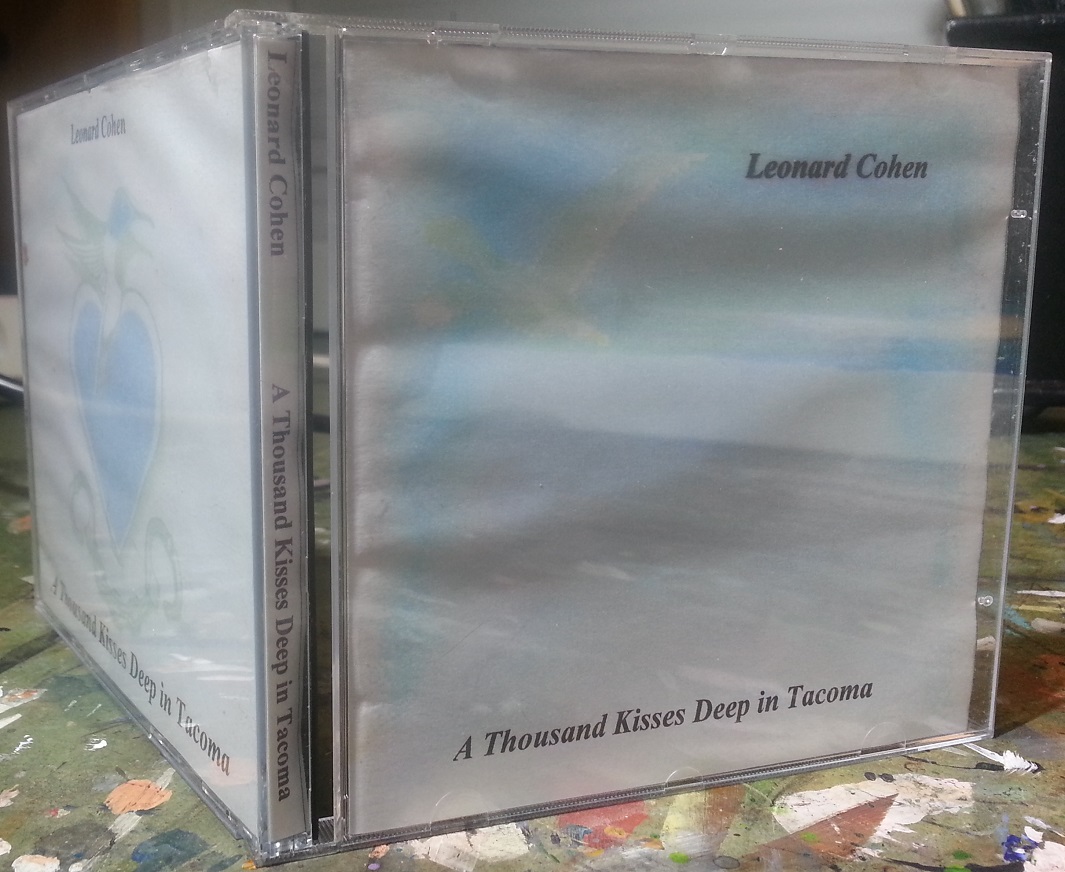 Leonard Cohen
A Thousand Kisses Deep in Tacoma
Leonard Cohen A Thousand Kisses Deep in Tacoma
Leonard Cohen
A Thousand Kisses Deep in Tacoma